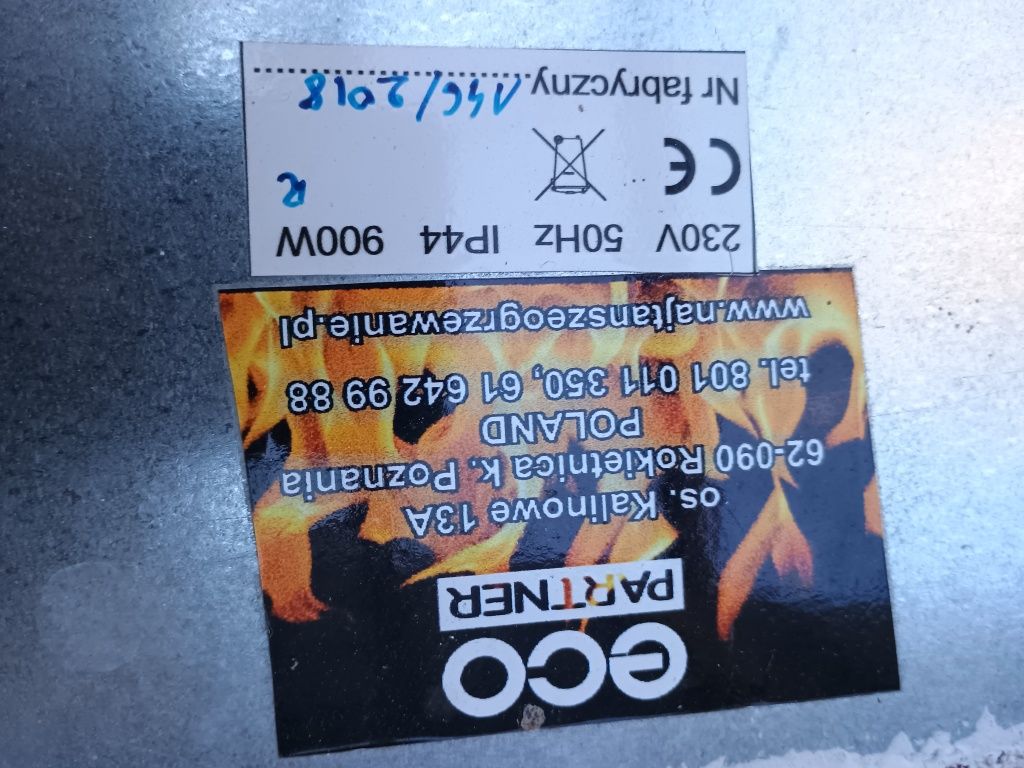 eco
PARTNER
os. Kalinowe 13A
62-090 Rokietnica k. Poznania
POLAND
tel. 801 011 350, 61 642 99 88
www.najtanszeogrzewanie.pl
230V 50Hz IP44 900W
CE R
Nr fabryczny 146/2018